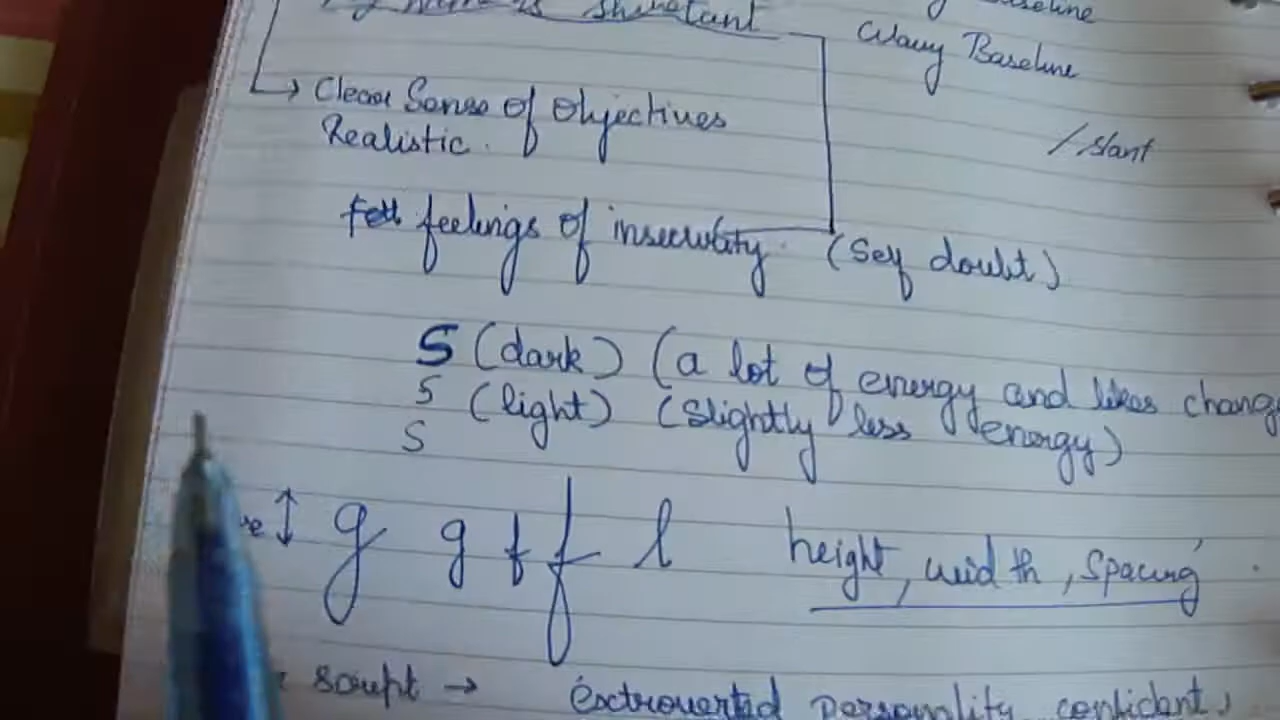 Baseline
Wavy Baseline
→ Clear Sense of Objectives
Realistic.
/ slant
feelings of insecurity. (Self doubt)
S (dark) (a lot of energy and likes
S (light) (Slightly less energy)
S
↕ g g f f l height, width, spacing
script → extroverted personality, confident,